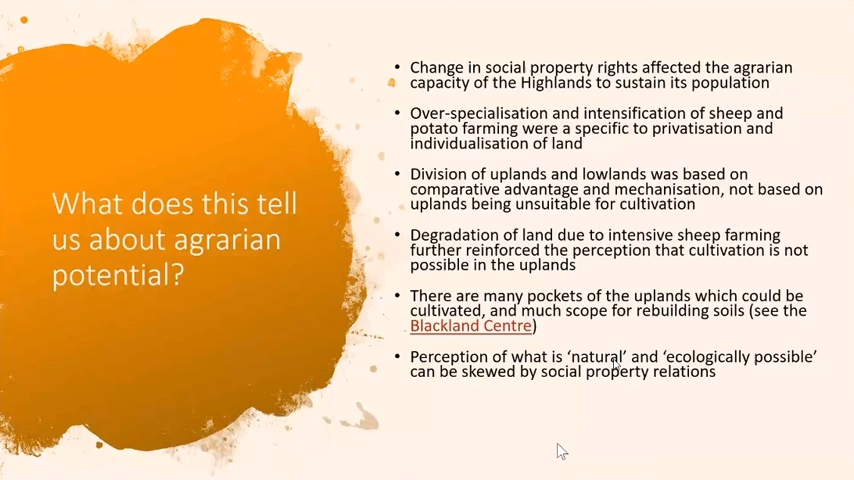 What does this tell
us about agrarian
potential?
• Change in social property rights affected the agrarian
capacity of the Highlands to sustain its population
• Over-specialisation and intensification of sheep and
potato farming were a specific to privatisation and
individualisation of land
• Division of uplands and lowlands was based on
comparative advantage and mechanisation, not based on
uplands being unsuitable for cultivation
• Degradation of land due to intensive sheep farming
further reinforced the perception that cultivation is not
possible in the uplands
• There are many pockets of the uplands which could be
cultivated, and much scope for rebuilding soils (see the
Blackland Centre)
• Perception of what is ‘natural’ and ‘ecologically possible’
can be skewed by social property relations